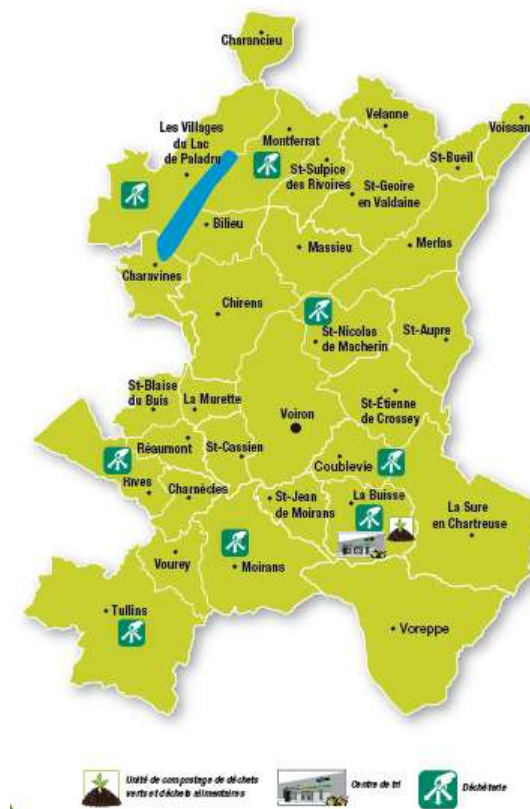 Charancieu
Velanne
Voissan
Les Villages
du Lac
de Paladru
Montferrat
St-Bueil
St-Sulpice
des Rivoires
St-Geoire
en Valdaine
Bilieu
Massieu
Merlas
Charavines
Chirens
St-Nicolas
de Macherin
St-Aupre
St-Blaise
du Buis
La Murette
St-Étienne
de Crossey
Voiron
Réaumont
St-Cassien
Coublevie
Rives
Charnècles
St-Jean
de Moirans
La Buisse
La Sure
en Chartreuse
Vourey
Moirans
Tullins
Voreppe
Unité de compostage de déchets
verts et déchets alimentaires
Centre de tri
Déchèterie